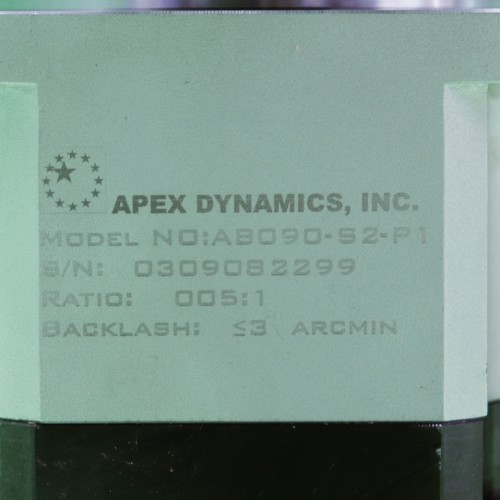 APEX DYNAMICS, INC.
MODEL NO:AB090-S2-P1
S/N: 0309082299
RATIO: 005:1
BACKLASH: ≤3 ARCMIN